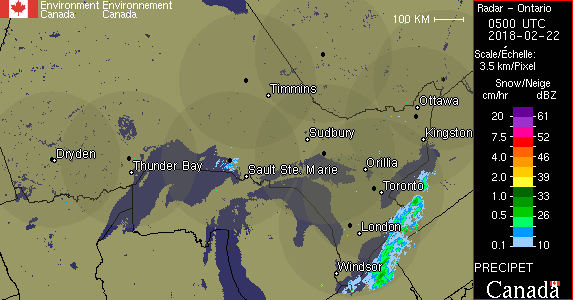 Environment Environnement
Canada Canada
100 KM
Timmins
Ottawa
Sudbury
Kingston
Dryden
Thunder Bay
Sault Ste. Marie
Orillia
Toronto
London
Windsor
Radar - Ontario
0500 UTC
2018-02-22
Scale/Échelle:
3.5 km/Pixel
Snow/Neige
cm/hr dBZ
20 61
7.5 52
4.0 46
2.0 39
1.0 33
0.5 26
0.1 10
PRECIPET
Canada